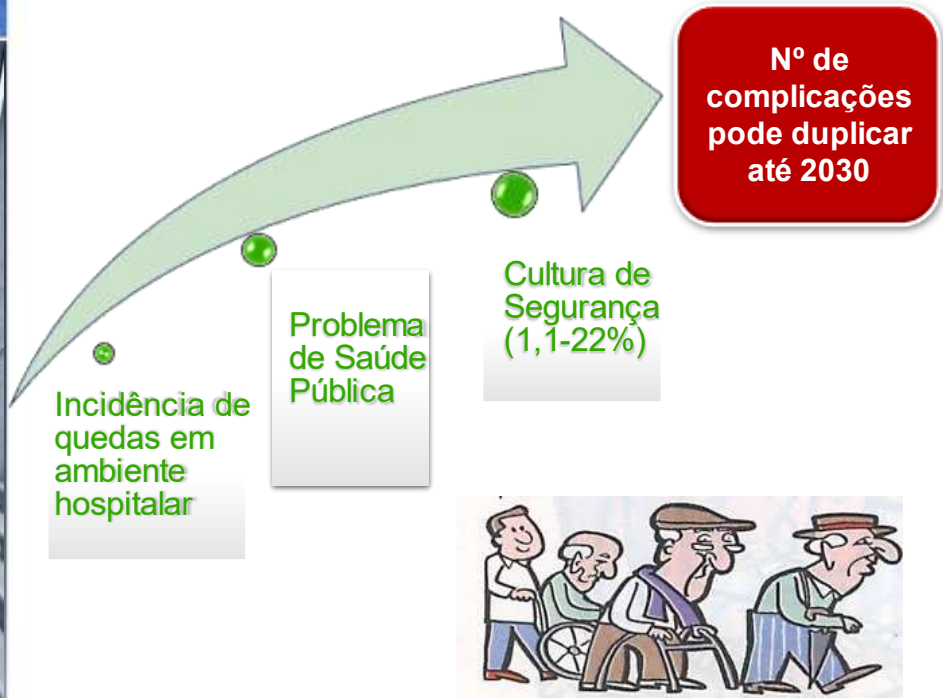 Nº de
complicações
pode duplicar
até 2030
Cultura de
Segurança
(1,1-22%)
Problema
de Saúde
Pública
Incidência de
quedas em
ambiente
hospitalar